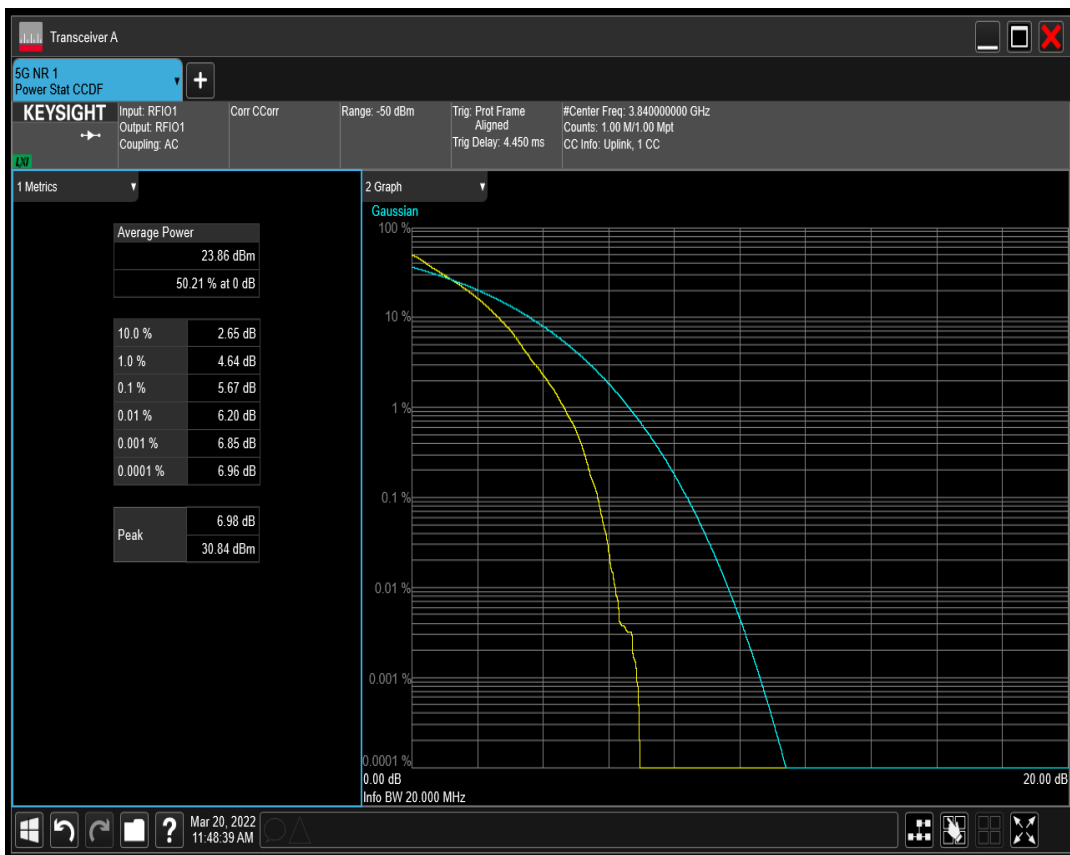 Transceiver A
5G NR 1
Power Stat CCDF
+
KEYSIGHT
LXI
Input: RFIO1
Output: RFIO1
Coupling: AC
Corr CCorr
Range: -50 dBm
Trig: Prot Frame
Aligned
Trig Delay: 4.450 ms
#Center Freq: 3.840000000 GHz
Counts: 1.00 M/1.00 Mpt
CC Info: Uplink, 1 CC
1 Metrics
Average Power
23.86 dBm
50.21 % at 0 dB
10.0 % 2.65 dB
1.0 % 4.64 dB
0.1 % 5.67 dB
0.01 % 6.20 dB
0.001 % 6.85 dB
0.0001 % 6.96 dB
Peak 6.98 dB
30.84 dBm
2 Graph
Gaussian
100 %
10 %
1 %
0.1 %
0.01 %
0.001 %
0.0001 %
0.00 dB 20.00 dB
Info BW 20.000 MHz
?
Mar 20, 2022
11:48:39 AM